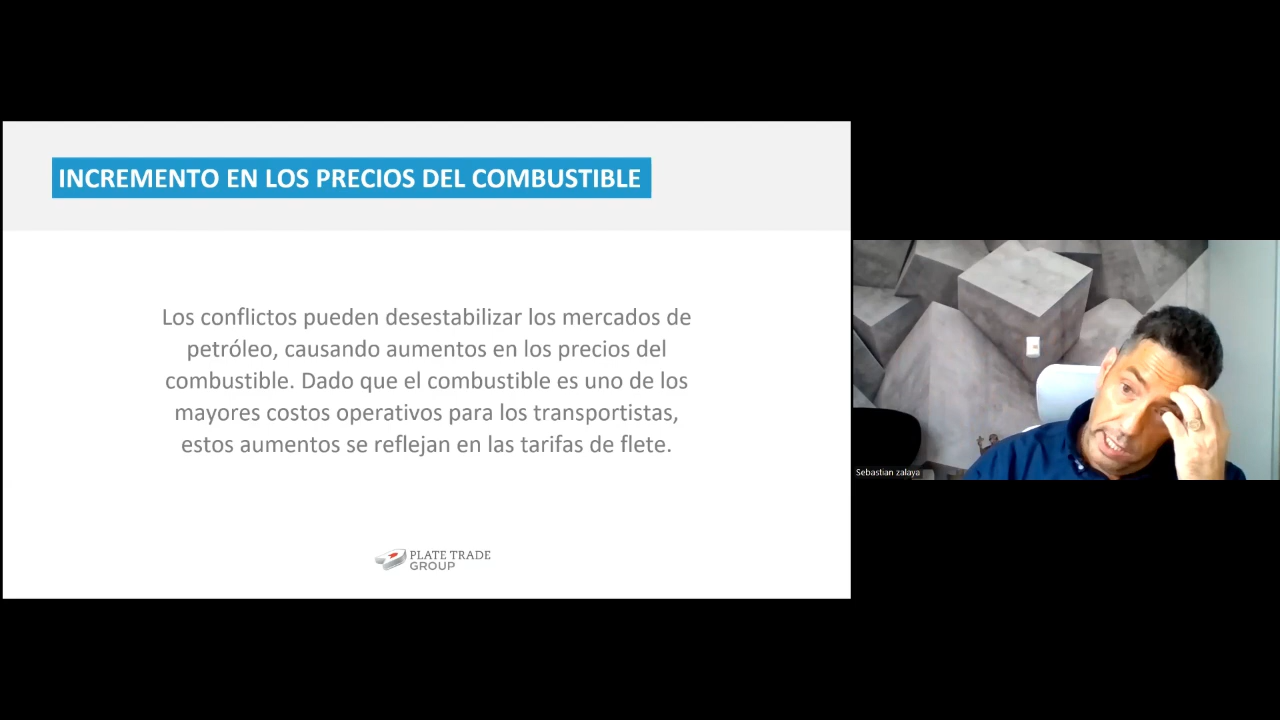 INCREMENTO EN LOS PRECIOS DEL COMBUSTIBLE
Los conflictos pueden desestabilizar los mercados de
petróleo, causando aumentos en los precios del
combustible. Dado que el combustible es uno de los
mayores costos operativos para los transportistas,
estos aumentos se reflejan en las tarifas de flete.
PLATE TRADE
GROUP
Sebastian zalaya